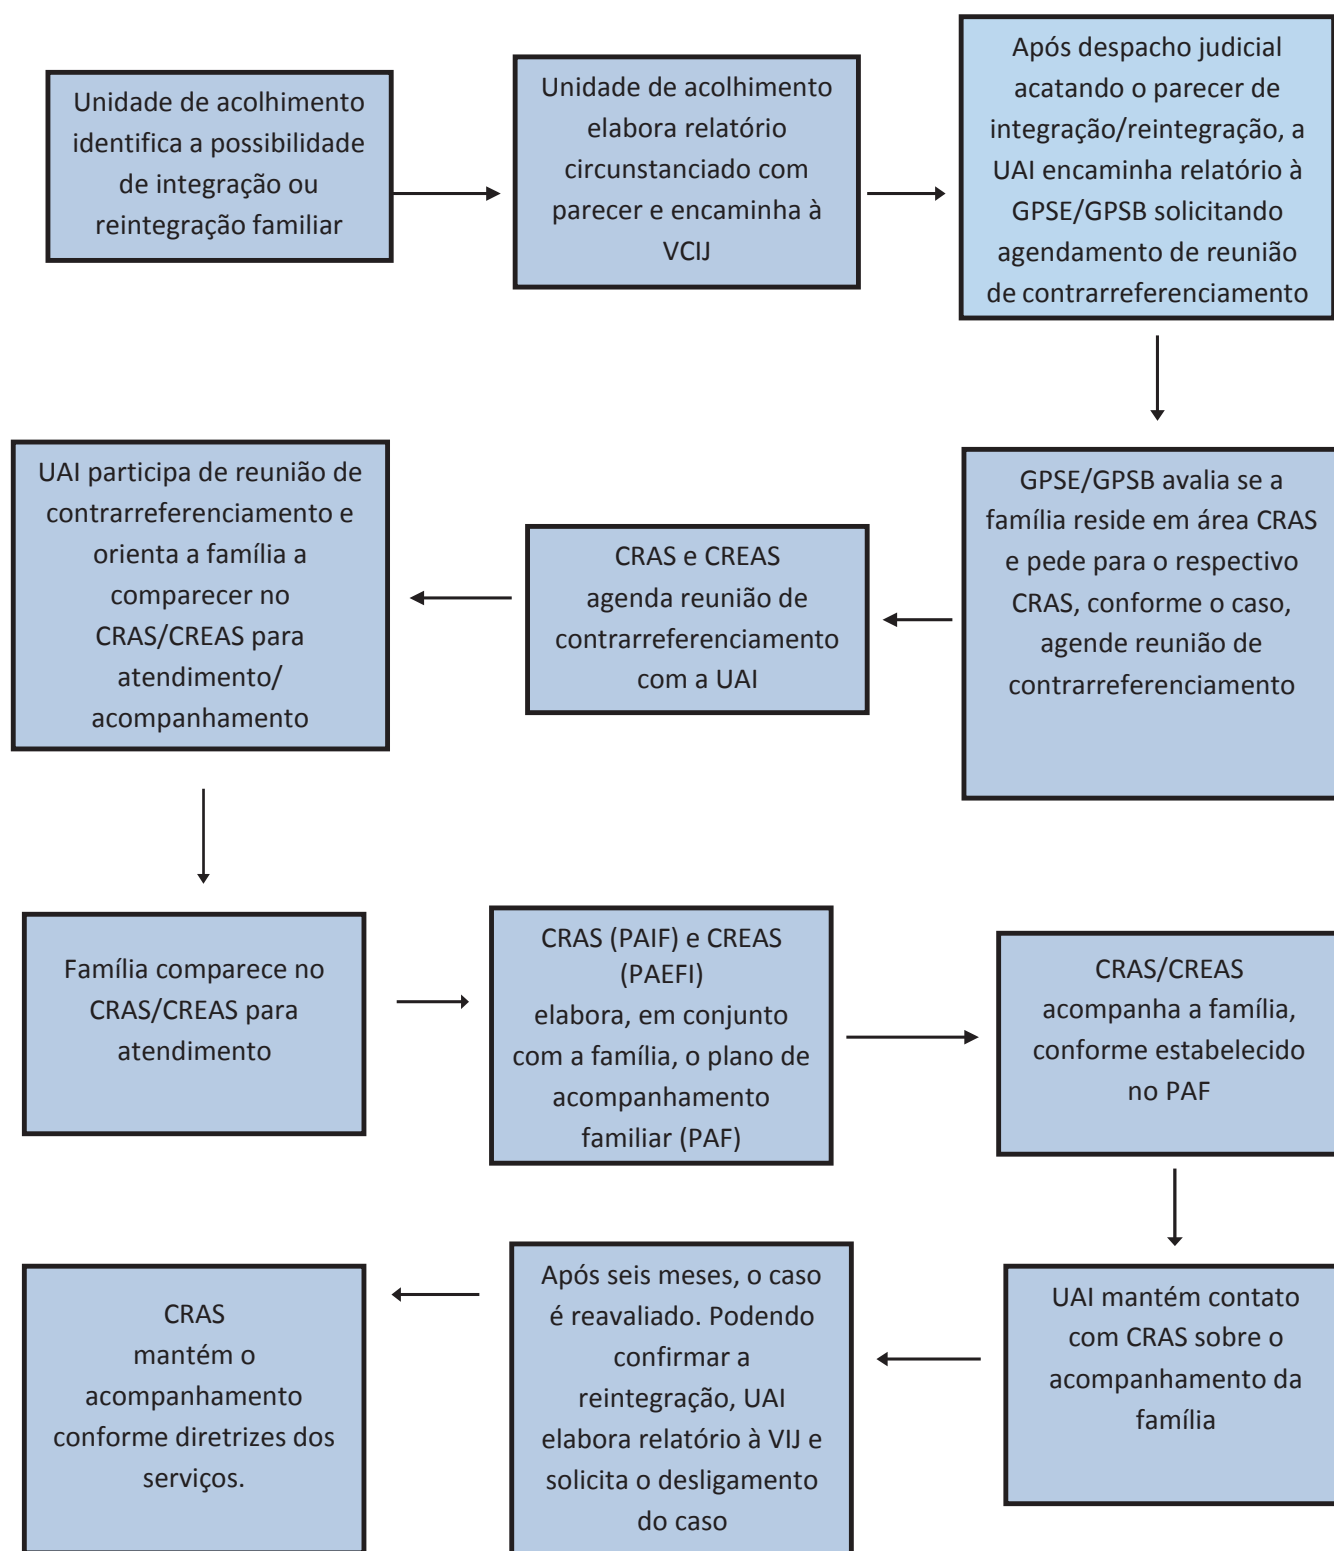 Unidade de acolhimento
identifica a possibilidade
de integração ou
reintegração familiar
Unidade de acolhimento
elabora relatório
circunstanciado com
parecer e encaminha à
VCIJ
Após despacho judicial
acatando o parecer de
integração/reintegração, a
UAI encaminha relatório à
GPSE/GPSB solicitando
agendamento de reunião
de contrarreferenciamento
GPSE/GPSB avalia se a
família reside em área CRAS
e pede para o respectivo
CRAS, conforme o caso,
agende reunião de
contrarreferenciamento
CRAS e CREAS
agenda reunião de
contrarreferenciamento
com a UAI
UAI participa de reunião de
contrarreferenciamento e
orienta a família a
comparecer no
CRAS/CREAS para
atendimento/
acompanhamento
Família comparece no
CRAS/CREAS para
atendimento
CRAS (PAIF) e CREAS
(PAEFI)
elabora, em conjunto
com a família, o plano de
acompanhamento
familiar (PAF)
CRAS/CREAS
acompanha a família,
conforme estabelecido
no PAF
UAI mantém contato
com CRAS sobre o
acompanhamento da
família
Após seis meses, o caso
é reavaliado. Podendo
confirmar a
reintegração, UAI
elabora relatório à VIJ e
solicita o desligamento
do caso
CRAS
mantém o
acompanhamento
conforme diretrizes dos
serviços.